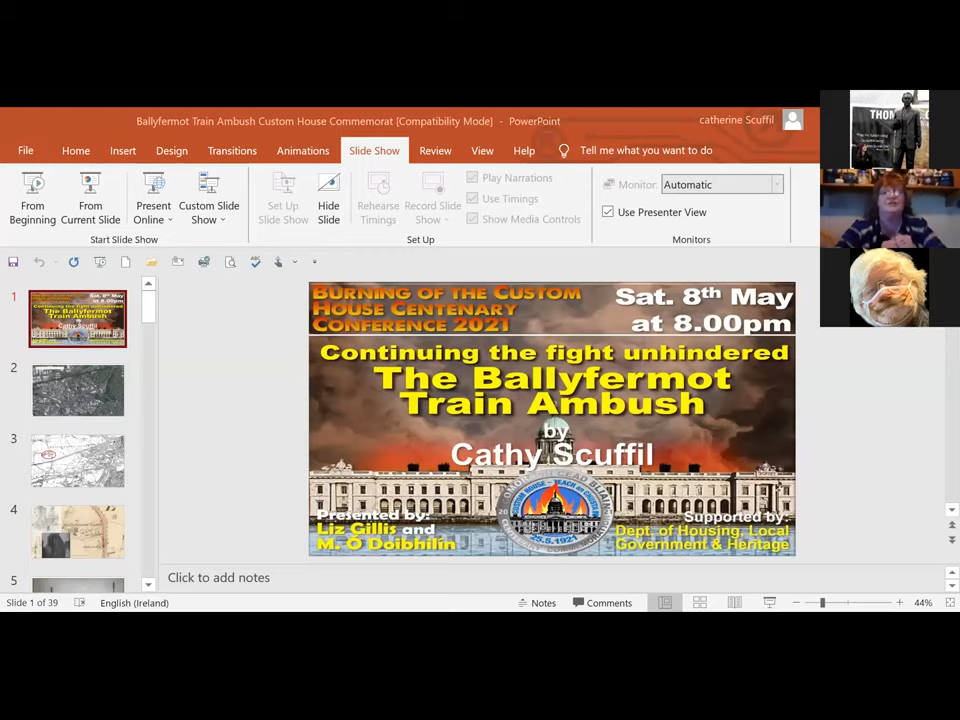 Ballyfermot Train Ambush Custom House Commemorat [Compatibility Mode] - PowerPoint
catherine Scuffil
File Home Insert Design Transitions Animations Slide Show Review View Help Tell me what you want to do
From Beginning
From Current Slide
Present Online
Custom Slide Show
Start Slide Show
Set Up Slide Show
Hide Slide
Rehearse Timings
Record Slide Show
Play Narrations
Use Timings
Show Media Controls
Set Up
Monitor: Automatic
Use Presenter View
Monitors
1
2
3
4
5
BURNING OF THE CUSTOM
HOUSE CENTENARY
CONFERENCE 2021
Sat. 8th May
at 8.00pm
Continuing the fight unhindered
The Ballyfermot
Train Ambush
by
Cathy Scuffil
Presented by:
Liz Gillis and
M. Ó Doibhilín
25.5.1921
Supported by:
Dept. of Housing, Local
Government & Heritage
Click to add notes
Slide 1 of 39
English (Ireland)
Notes
Comments
44%